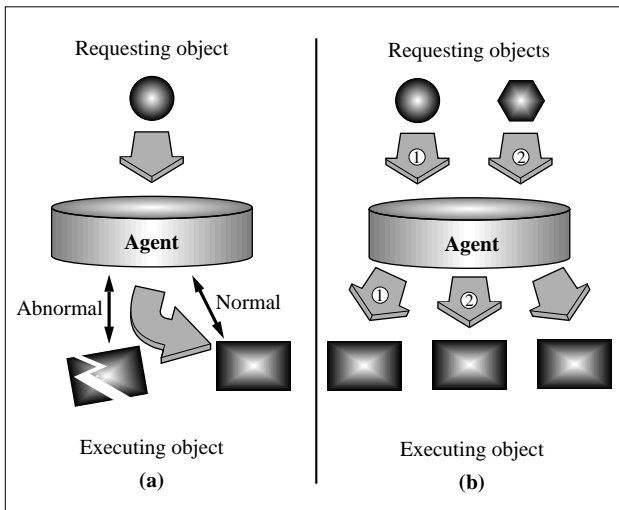 Requesting object
Agent
Abnormal
Normal
Executing object
(a)
Requesting objects
1
2
Agent
1
2
Executing object
(b)